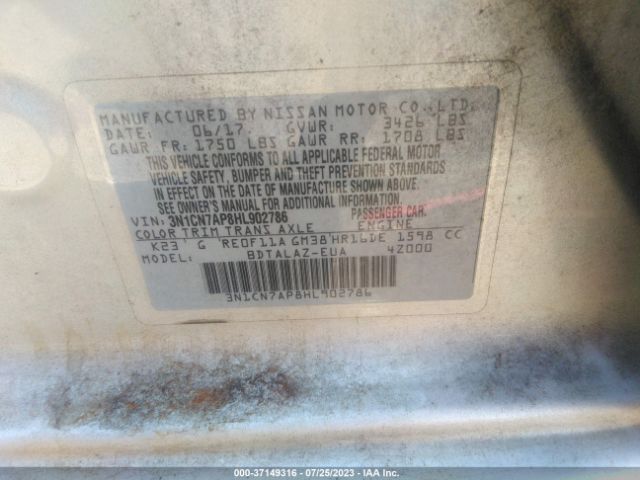 MANUFACTURED BY NISSAN MOTOR CO., LTD.
DATE: 06/17 GVWR: 3426 LBS
GAWR FR: 1750 LBS GAWR RR: 1708 LBS
THIS VEHICLE CONFORMS TO ALL APPLICABLE FEDERAL MOTOR
VEHICLE SAFETY, BUMPER AND THEFT PREVENTION STANDARDS
IN EFFECT ON THE DATE OF MANUFACTURE SHOWN ABOVE.
SEE OWNER'S MANUAL FOR ADDITIONAL INFORMATION
VIN: 3N1CN7AP8HL902786 PASSENGER CAR.
COLOR TRIM TRANS AXLE ENGINE
K23 G RE0F11A GM38 HR16DE 1598 CC
MODEL: BDTALAZ-EUA 4Z000
3N1CN7AP8HL902786
000-37149316 - 07/25/2023 - IAA Inc.